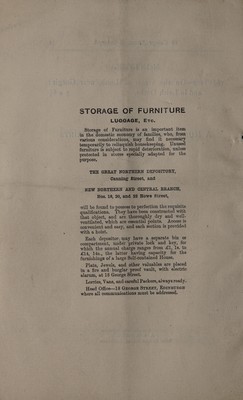 STORAGE OF FURNITURE
LUGGAGE, ETC.
Storage of Furniture is an important item
in the domestic economy of families, who, from
various considerations, may find it necessary
temporarily to relinquish housekeeping. Unused
furniture is subject to rapid deterioration, unless
protected in stores specially adapted for the
purpose.
THE GREAT NORTHERN DEPOSITORY,
Street, and
NEW NORTHERN AND CENTRAL BRANCH,
Nos. 18, 20, and 22 Howe Street,
will be found to possess to perfection the requisite
qualifications. They have been constructed with
that object, and are thoroughly dry and well-
ventilated, which are essential points. Access is
convenient and easy, and each station is provided
with a hoist.
Each depositor may have a separate bin or
compartment, under private lock and key, for
which the annual charge ranges from
the latter having capacity for the
furnishings of a large Self-contained House.
Plate, Jewels, and other valuables are placed
in a fire and burglar proof vault, with electric
alarum, at 13 George Street.
Lorries, Vans, and careful Packers, always ready.
Head Office—13 GEORGE STREET, EDINBURGH
where all communications must be addressed.